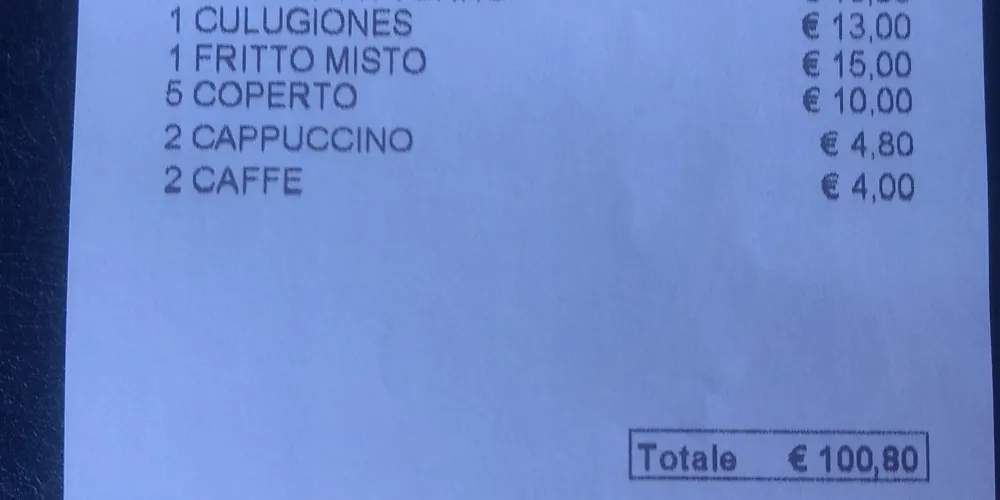 1 CULUGIONES € 13,00
1 FRITTO MISTO € 15,00
5 COPERTO € 10,00
2 CAPPUCCINO € 4,80
2 CAFFE € 4,00
Totale € 100,80